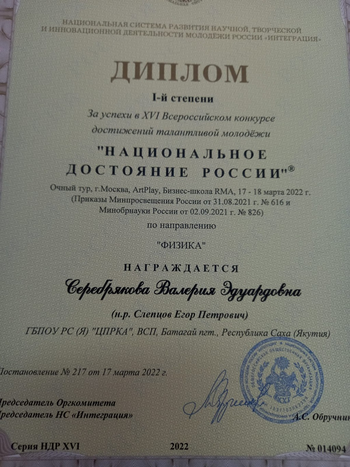 НАЦИОНАЛЬНАЯ СИСТЕМА РАЗВИТИЯ НАУЧНОЙ, ТВОРЧЕСКОЙ
И ИННОВАЦИОННОЙ ДЕЯТЕЛЬНОСТИ МОЛОДЁЖИ РОССИИ «ИНТЕГРАЦИЯ»
ДИПЛОМ
I-й степени
За успехи в XVI Всероссийском конкурсе
достижений талантливой молодёжи
"НАЦИОНАЛЬНОЕ
ДОСТОЯНИЕ РОССИИ"®
Очный тур, г.Москва, ArtPlay, Бизнес-школа RMA, 17 - 18 марта 2022 г.
(Приказы Минпросвещения России от 31.08.2021 г. № 616 и
Минобрнауки России от 02.09.2021 г. № 826)
по направлению
"ФИЗИКА"
НАГРАЖДАЕТСЯ
Серебрякова Валерия Эдуардовна
(н.р. Слепцов Егор Петрович)
ГБПОУ РС (Я) "ЦПРКА", ВСП, Батагай пгт., Республика Саха (Якутия)
Постановление № 217 от 17 марта 2022 г.
Председатель Оргкомитета
Председатель НС «Интеграция»
А.С. Обручник
Серия НДР XVI
2022
№ 014094